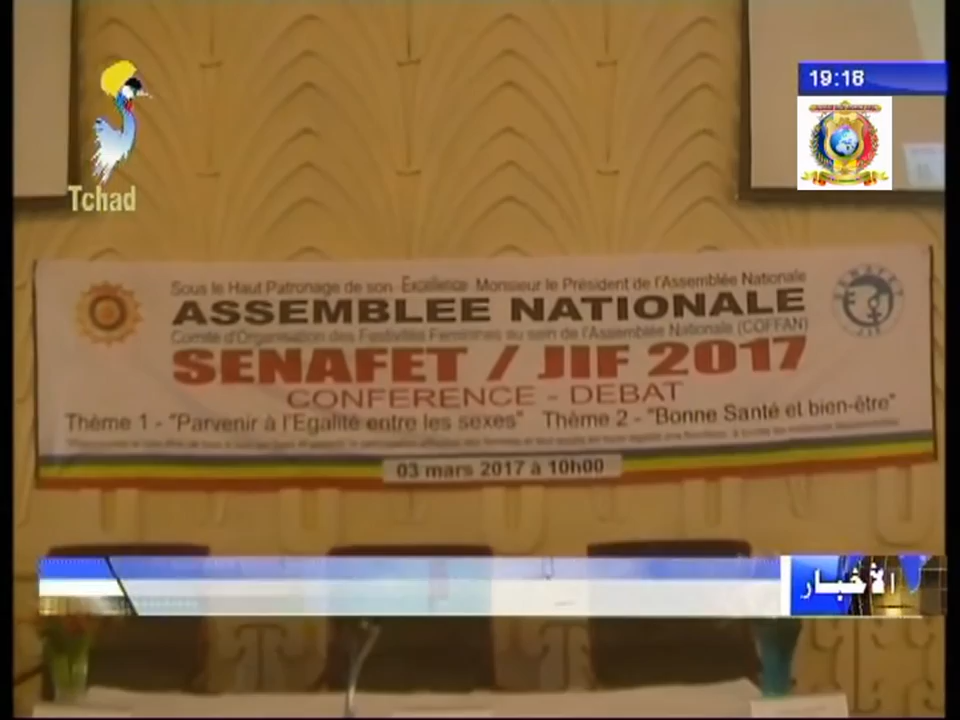 19:18
Tchad
Sous le Haut Patronage de son Excellence Monsieur le Président de l'Assemblée Nationale
ASSEMBLEE NATIONALE
Comité d'Organisation des Festivités Feminines au sein de l'Assemblée Nationale (COFFAN)
SENAFET / JIF 2017
CONFERENCE - DEBAT
Thème 1 - "Parvenir à l'Egalité entre les sexes" Thème 2 - "Bonne Santé et bien-être"
03 mars 2017 à 10h00
الأخبار